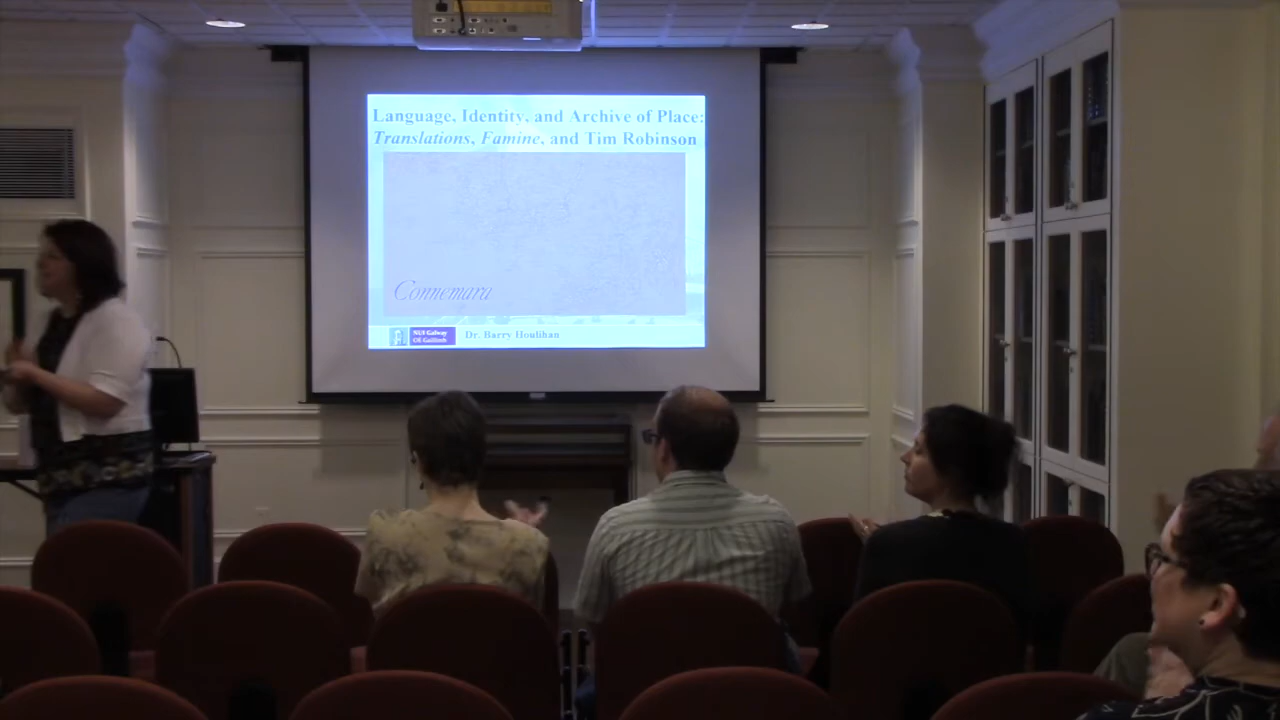 Language, Identity, and Archive of Place:
Translations, Famine, and Tim Robinson
Connemara
NUI Galway
OÉ Gaillimh
Dr. Barry Houlihan